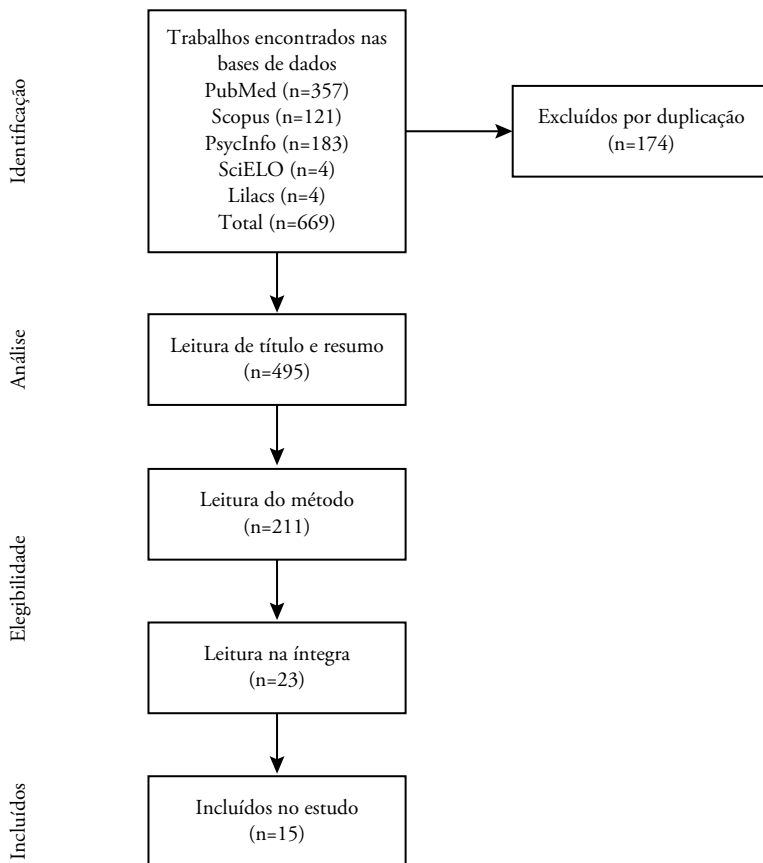 Identificação
Trabalhos encontrados nas
bases de dados
PubMed (n=357)
Scopus (n=121)
PsycInfo (n=183)
SciELO (n=4)
Lilacs (n=4)
Total (n=669)
Excluídos por duplicação
(n=174)
Análise
Leitura de título e resumo
(n=495)
Elegibilidade
Leitura do método
(n=211)
Leitura na íntegra
(n=23)
Incluídos
Incluídos no estudo
(n=15)